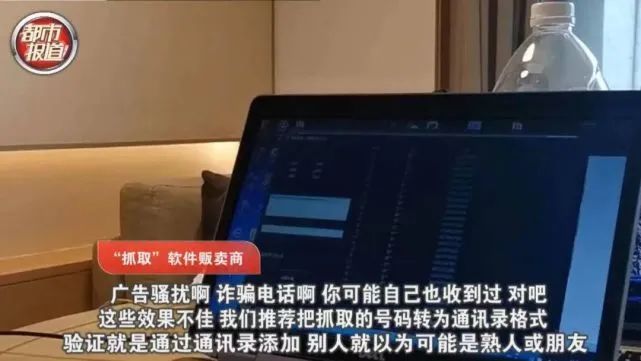 都市
报道!
“抓取”软件贩卖商
广告骚扰啊 诈骗电话啊 你可能自己也收到过 对吧
这些效果不佳 我们推荐把抓取的号码转为通讯录格式
验证就是通过通讯录添加 别人就以为可能是熟人或朋友